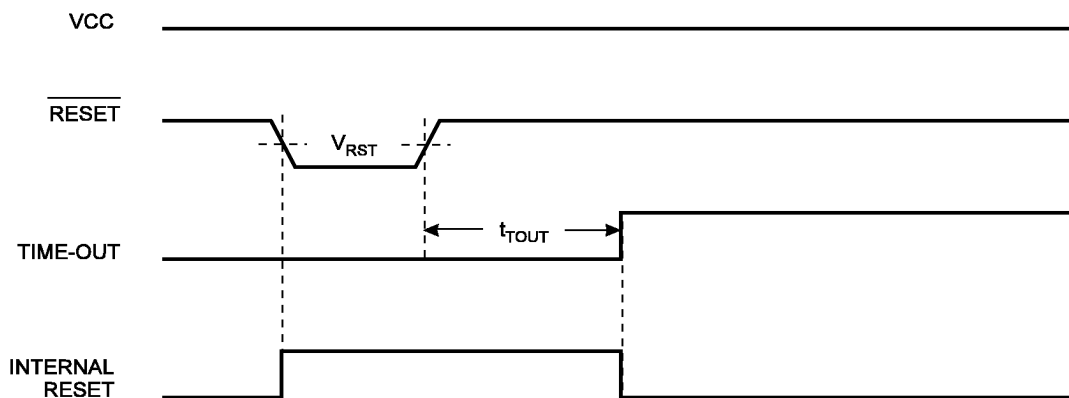 VCC
RESET
VRST
tTOUT
TIME-OUT
INTERNAL
RESET